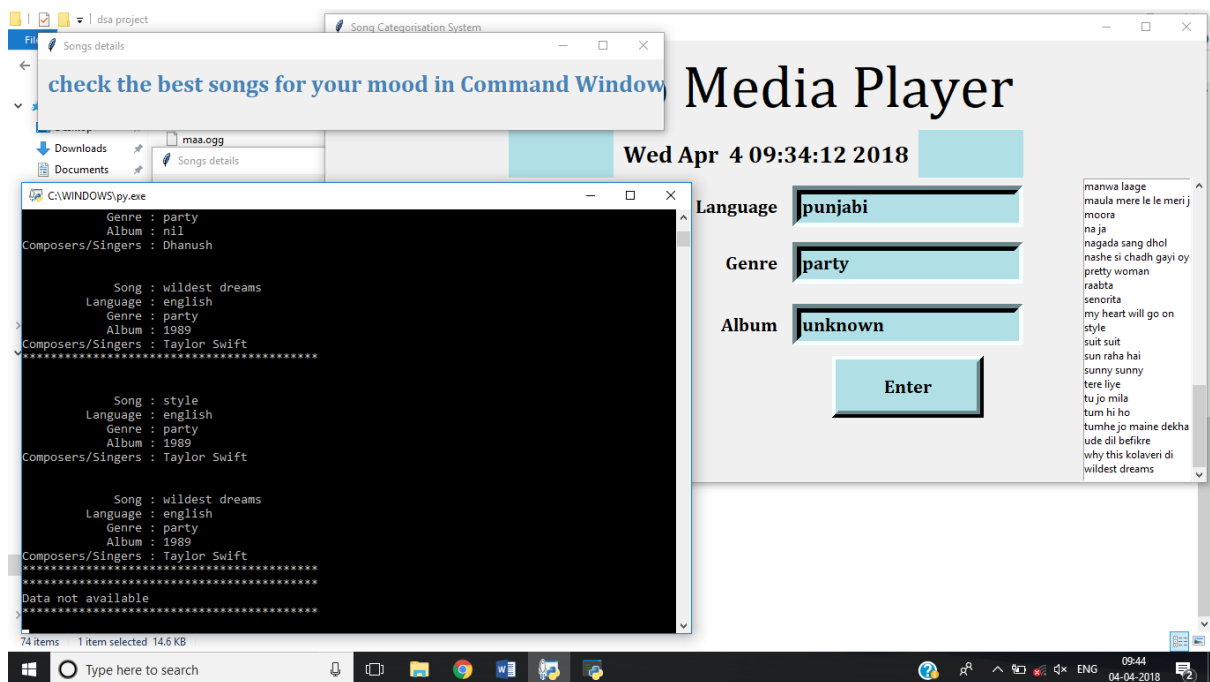 dsa project
Song Categorisation System
Fil
Songs details
check the best songs for your mood in Command Window
Media Player
maa.ogg
Downloads
Songs details
Documents
Wed Apr 4 09:34:12 2018
C:\WINDOWS\py.exe
Genre : party
Album : nil
Composers/Singers : Dhanush
Song : wildest dreams
Language : english
Genre : party
Album : 1989
Composers/Singers : Taylor Swift
******************************************
Song : style
Language : english
Genre : party
Album : 1989
Composers/Singers : Taylor Swift
Song : wildest dreams
Language : english
Genre : party
Album : 1989
Composers/Singers : Taylor Swift
******************************************
******************************************
Data not available
******************************************
Language punjabi
Genre party
Album unknown
Enter
manwa laage
maula mere le le meri j
moora
na ja
nagada sang dhol
nashe si chadh gayi oy
pretty woman
raabta
senorita
my heart will go on
style
suit suit
sun raha hai
sunny sunny
tere liye
tu jo mila
tum hi ho
tumhe jo maine dekha
ude dil befikre
why this kolaveri di
wildest dreams
74 items 1 item selected 14.6 KB
Type here to search
ENG
09:44
04-04-2018
2